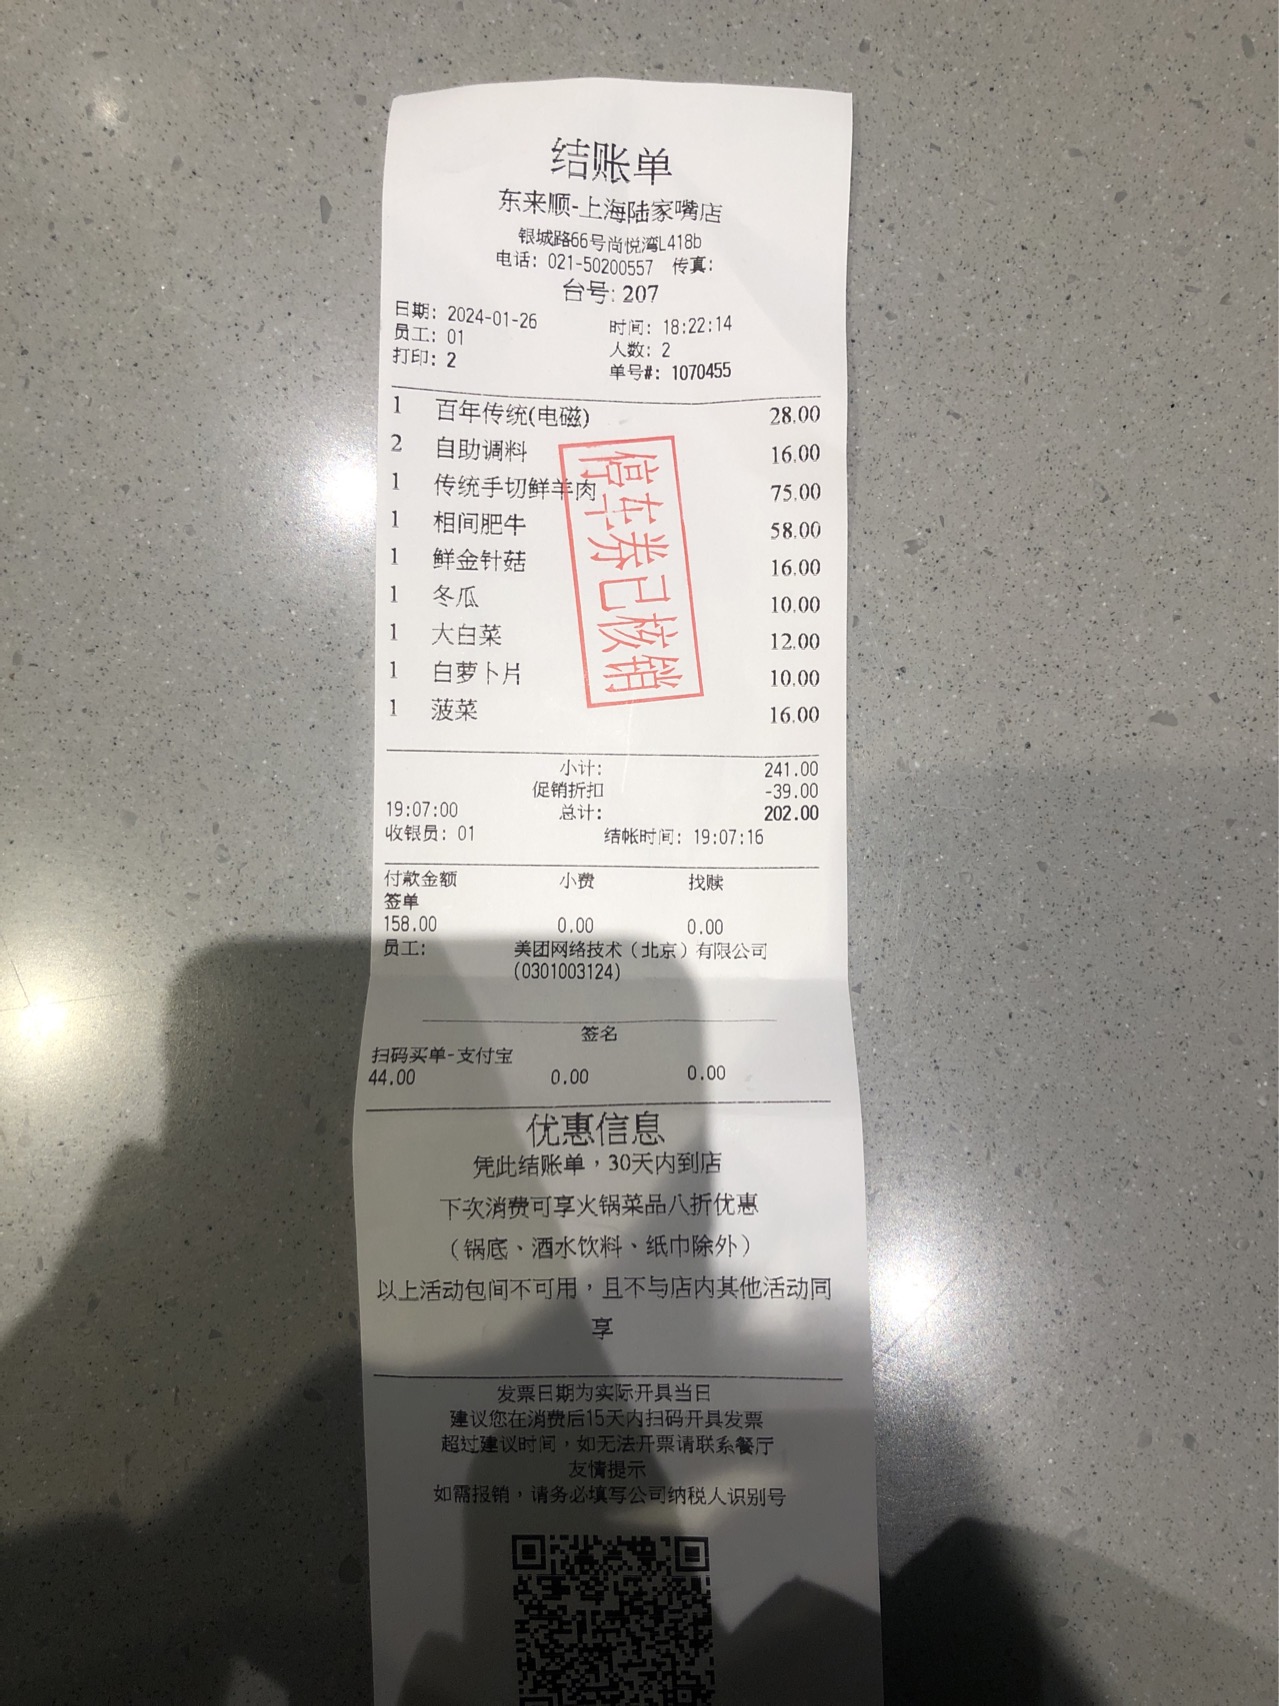 结账单
东来顺-上海陆家嘴店
银城路66号尚悦湾L418b
电话: 021-50200557 传真:
台号: 207
日期: 2024-01-26 时间: 18:22:14
员工: 01 人数: 2
打印: 2 单号#: 1070455
1 百年传统(电磁) 28.00
2 自助调料 16.00
1 传统手切鲜羊肉 75.00
1 相间肥牛 58.00
1 鲜金针菇 16.00
1 冬瓜 10.00
1 大白菜 12.00
1 白萝卜片 10.00
1 菠菜 16.00
停车券已核销
小计: 241.00
促销折扣 -39.00
19:07:00 总计: 202.00
收银员: 01 结帐时间: 19:07:16
付款金额 小费 找赎
签单
158.00 0.00 0.00
员工: 美团网络技术（北京）有限公司
(0301003124)
签名
扫码买单-支付宝
44.00 0.00 0.00
优惠信息
凭此结账单，30天内到店
下次消费可享火锅菜品八折优惠
（锅底、酒水饮料、纸巾除外）
以上活动包间不可用，且不与店内其他活动同
享
发票日期为实际开具当日
建议您在消费后15天内扫码开具发票
超过建议时间，如无法开票请联系餐厅
友情提示
如需报销，请务必填写公司纳税人识别号